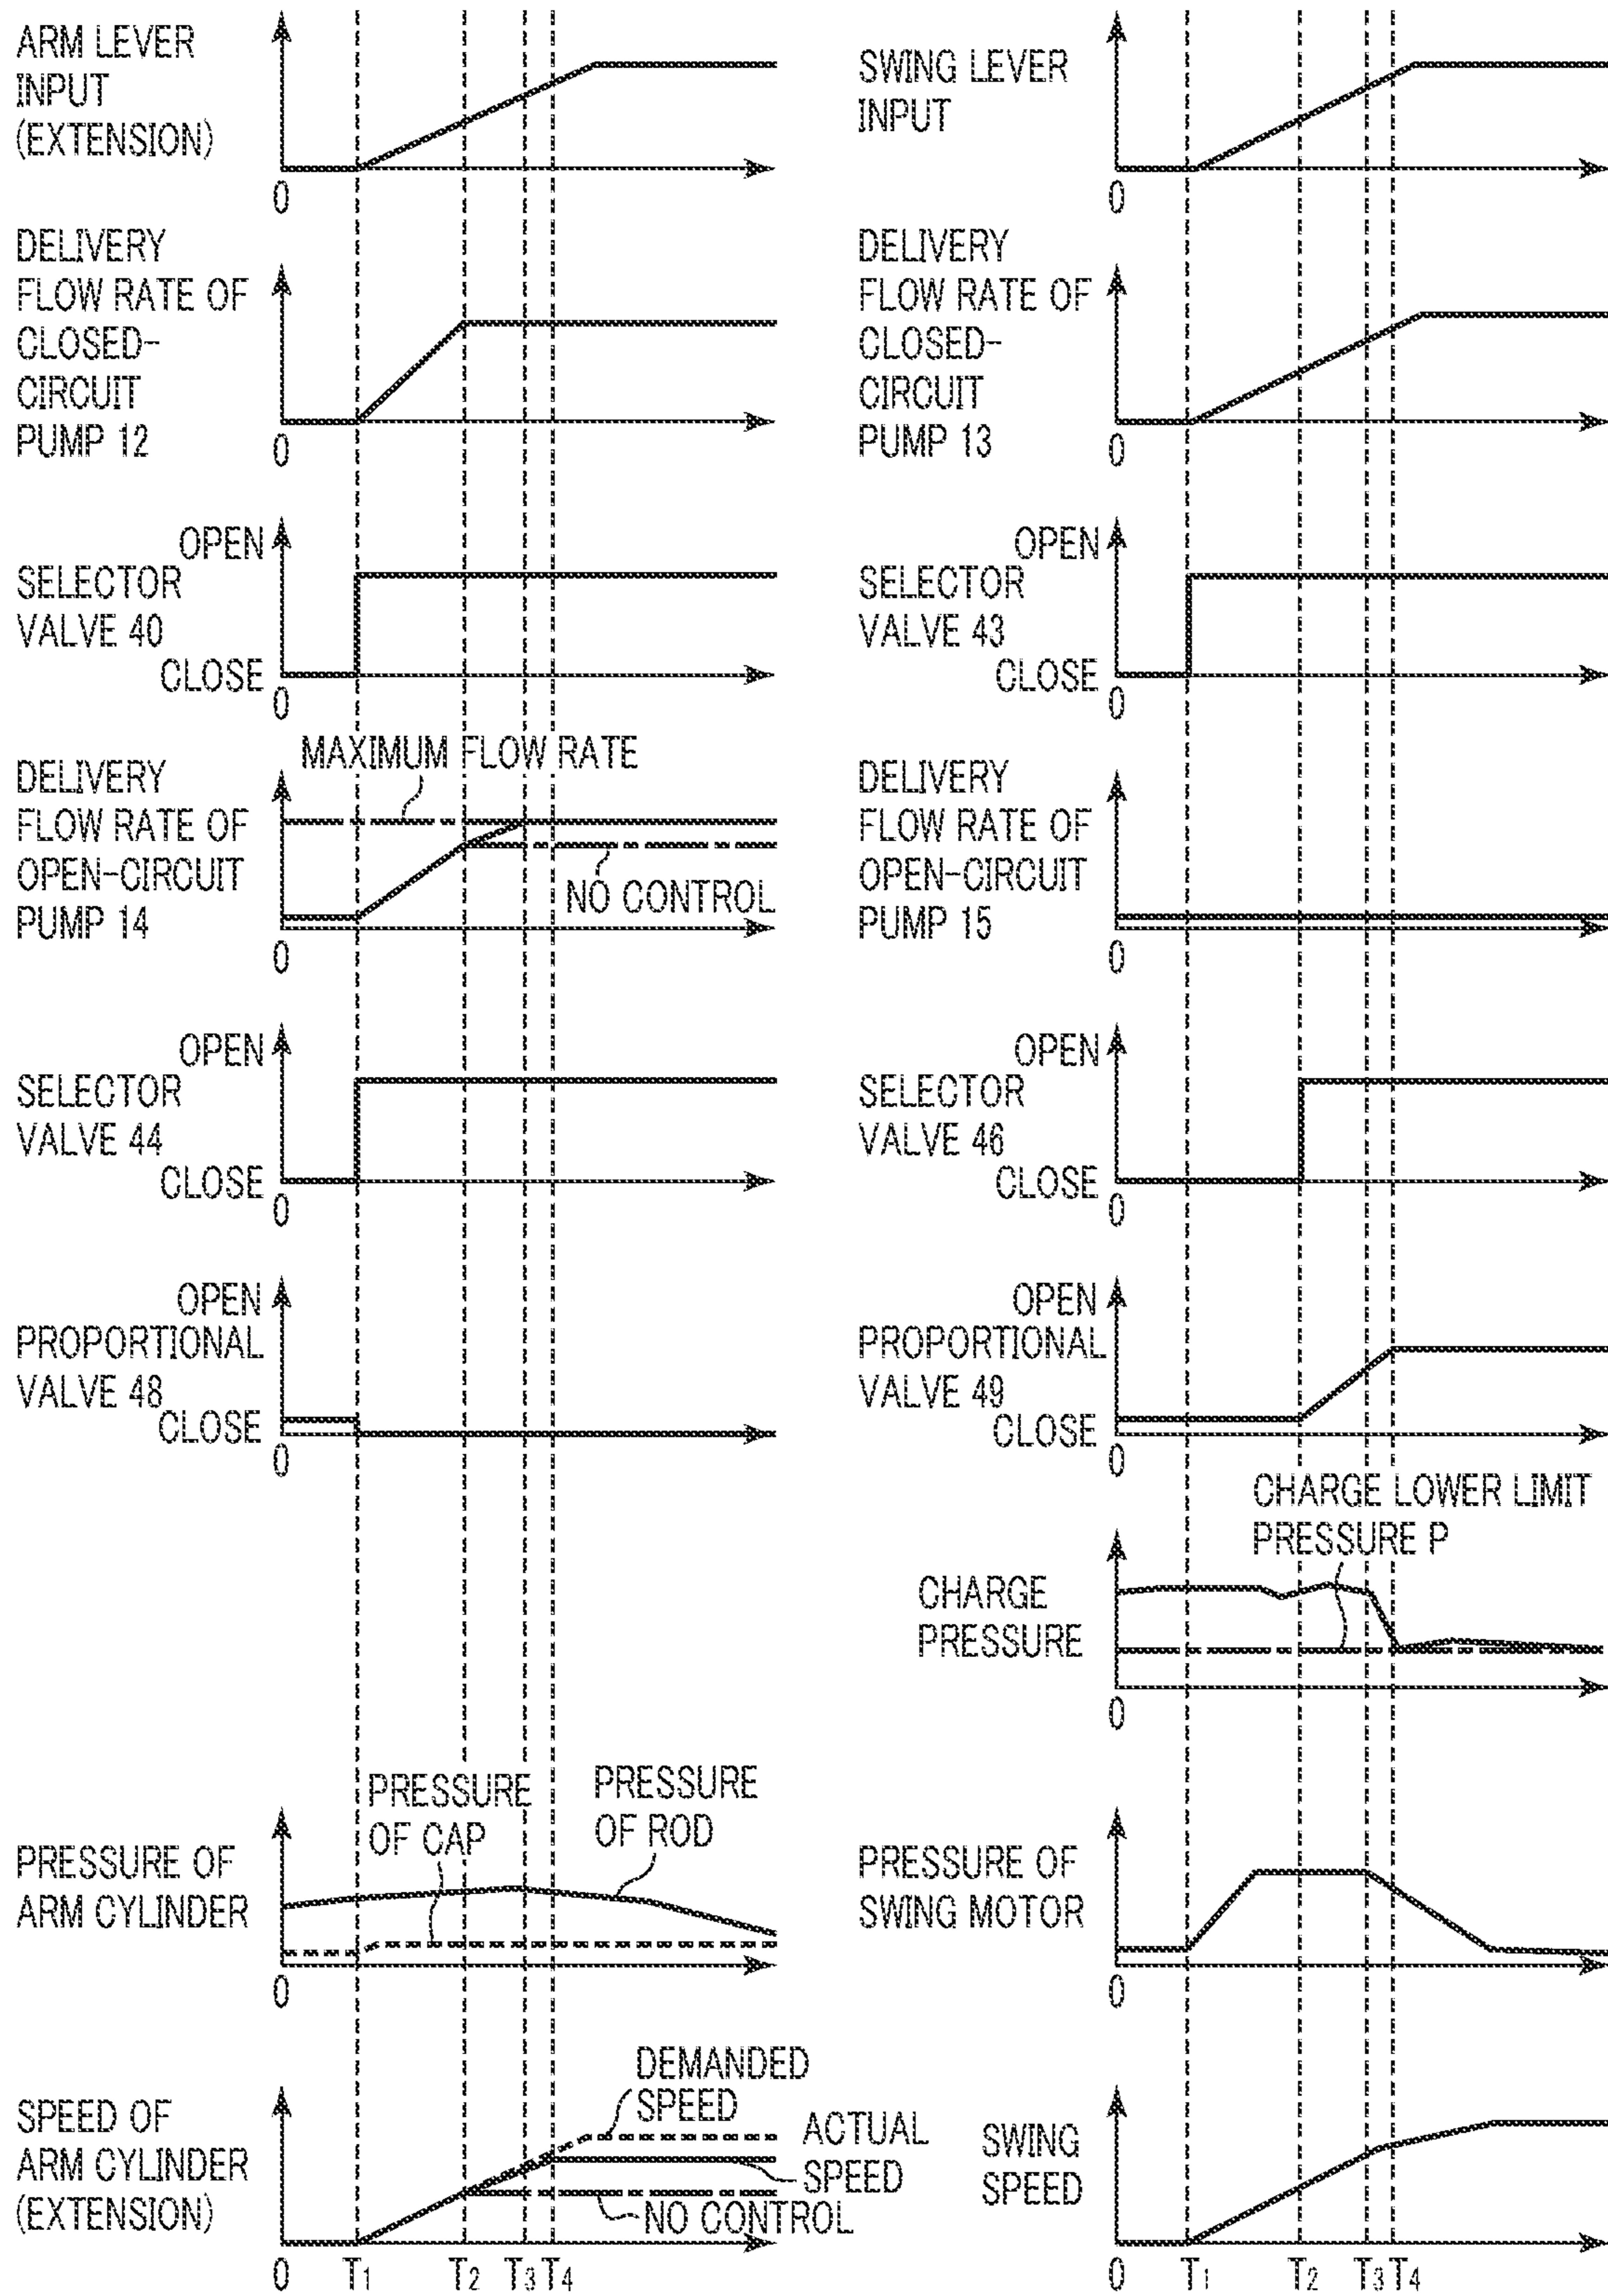 ARM LEVER
INPUT
(EXTENSION)
0
DELIVERY
FLOW RATE OF
CLOSED-
CIRCUIT
PUMP 12
0
OPEN
SELECTOR
VALVE 40
CLOSE
0
MAXIMUM FLOW RATE
DELIVERY
FLOW RATE OF
OPEN-CIRCUIT
PUMP 14
NO CONTROL
0
OPEN
SELECTOR
VALVE 44
CLOSE
0
OPEN
PROPORTIONAL
VALVE 48
CLOSE
0
PRESSURE
OF CAP
PRESSURE
OF ROD
PRESSURE OF
ARM CYLINDER
0
DEMANDED
SPEED
ACTUAL
SPEED
NO CONTROL
SPEED OF
ARM CYLINDER
(EXTENSION)
0 T1 T2 T3 T4
SWING LEVER
INPUT
0
DELIVERY
FLOW RATE OF
CLOSED-
CIRCUIT
PUMP 13
0
OPEN
SELECTOR
VALVE 43
CLOSE
0
DELIVERY
FLOW RATE OF
OPEN-CIRCUIT
PUMP 15
0
OPEN
SELECTOR
VALVE 46
CLOSE
0
OPEN
PROPORTIONAL
VALVE 49
CLOSE
0
CHARGE LOWER LIMIT
PRESSURE P
CHARGE
PRESSURE
0
PRESSURE OF
SWING MOTOR
0
SWING
SPEED
0 T1 T2 T3 T4